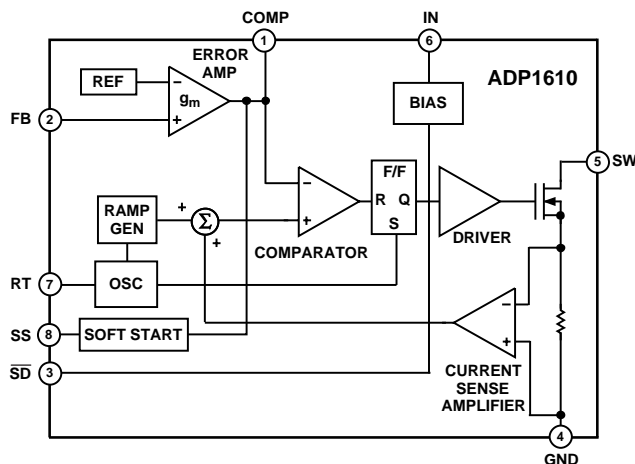 COMP
IN
1
6
ERROR
AMP
ADP1610
REF
−
gm
+
BIAS
FB
2
5
SW
F/F
R Q
S
−
+
RAMP
GEN
+
Σ
+
COMPARATOR
DRIVER
RT
7
OSC
−
+
SS
8
SOFT START
SD
3
CURRENT
SENSE
AMPLIFIER
4
GND